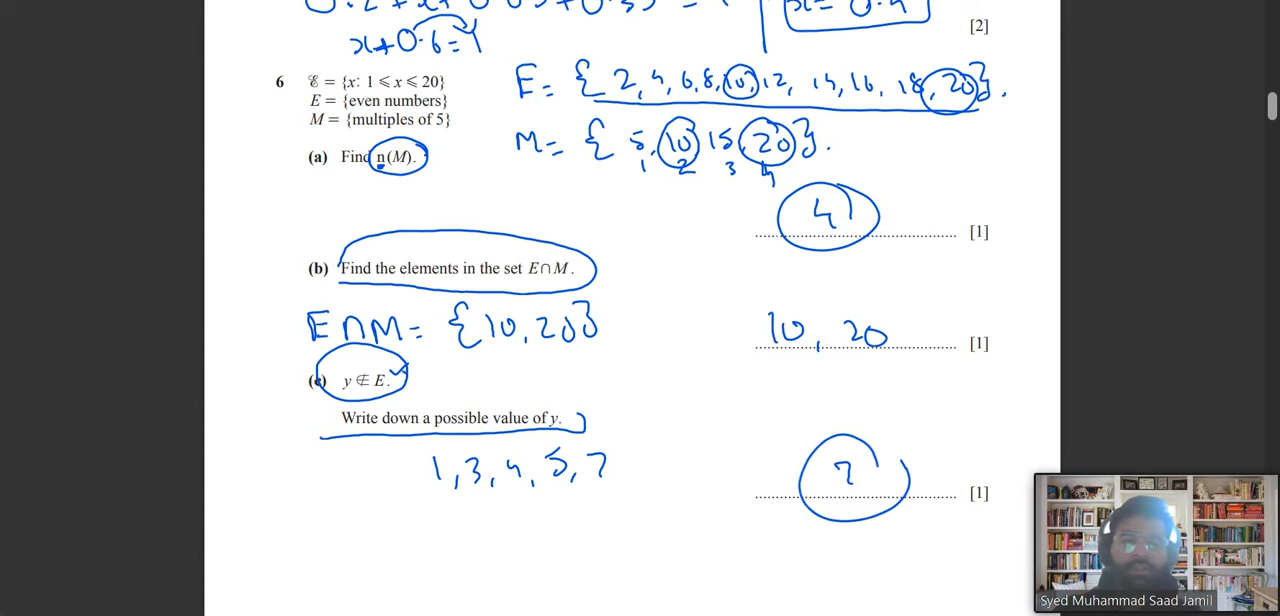 x+0.6=1
[2]
6 ℰ = {x: 1 ⩽ x ⩽ 20}
E = {even numbers}
M = {multiples of 5}
E = { 2, 4, 6, 8, 10, 12, 14, 16, 18, 20}.
M = { 5, 10, 15, 20}.
1 2 3 4
(a) Find n(M).
4
[1]
(b) Find the elements in the set E∩M.
E∩M= {10, 20}
10, 20
[1]
(c) y ∉ E.
Write down a possible value of y.
1, 3, 4, 5, 7
[1]
Syed Muhammad Saad Jamil